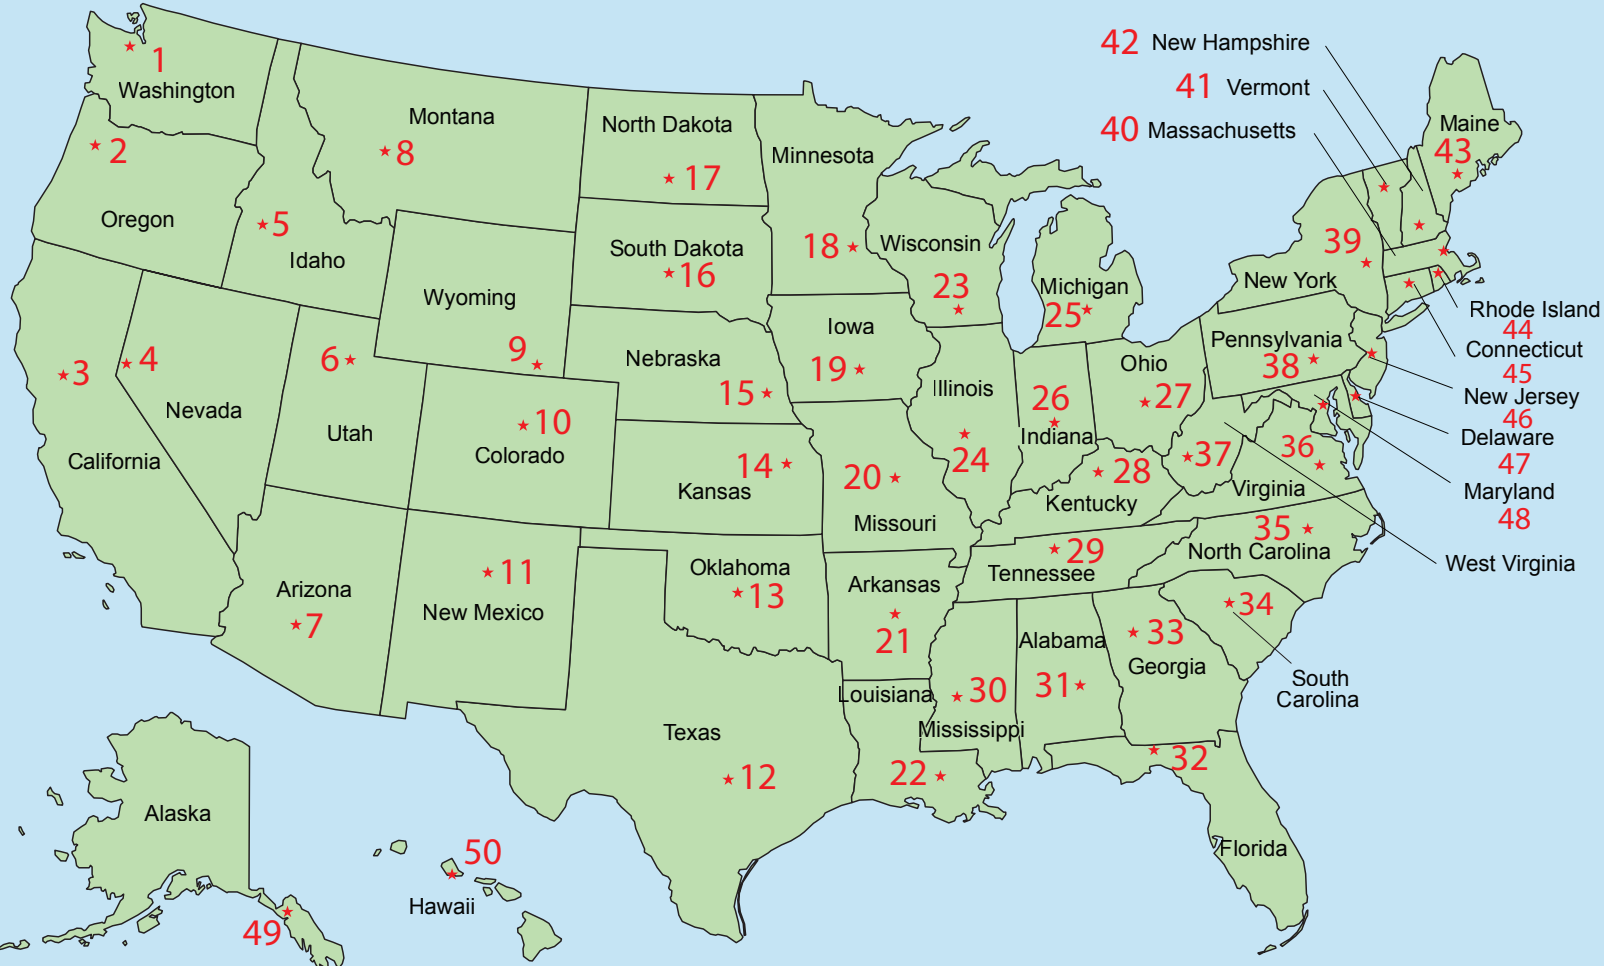 42 New Hampshire
1
41 Vermont
Washington
Montana
North Dakota
Maine
40 Massachusetts
2
8
Minnesota
43
17
Oregon
5
Idaho
South Dakota
18
Wisconsin
39
16
New York
Wyoming
23
Michigan
25
Rhode Island
44
Iowa
Pennsylvania
38
Connecticut
45
3
4
6
9
Nebraska
15
19
Illinois
Ohio
27
New Jersey
46
Nevada
26
Indiana
Utah
10
Colorado
Delaware
47
California
14
Kansas
20
24
28
Kentucky
37
36
Virginia
Maryland
48
Missouri
35
North Carolina
29
Tennessee
West Virginia
Arizona
7
11
New Mexico
Oklahoma
13
Arkansas
21
34
33
Georgia
Alabama
31
South
Carolina
Louisiana
30
Mississippi
Texas
12
22
32
Alaska
Florida
50
Hawaii
49